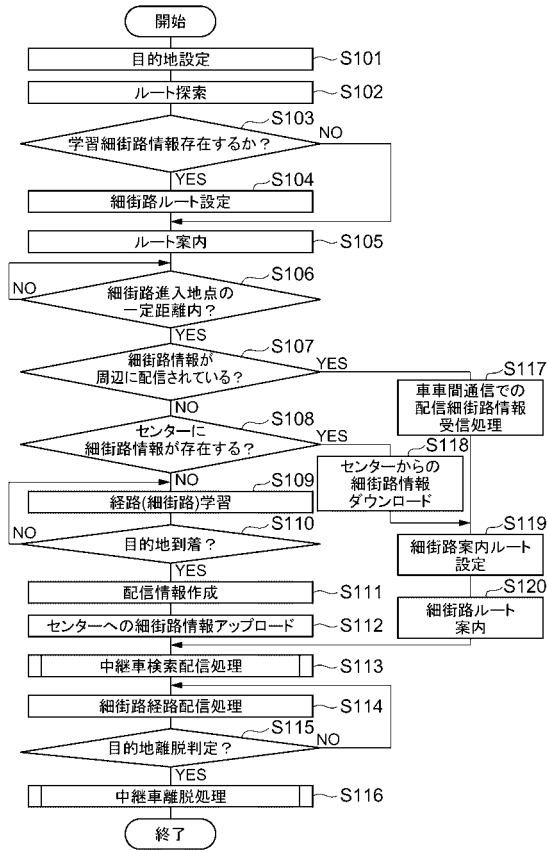 開始
目的地設定
S101
ルート探索
S102
S103
学習細街路情報存在するか？
NO
YES
S104
細街路ルート設定
ルート案内
S105
S106
細街路進入地点の
一定距離内？
NO
YES
S107
細街路情報が
周辺に配信されている？
YES
NO
S117
車車間通信での
配信細街路情報
受信処理
S108
センターに
細街路情報が存在する？
YES
NO
S118
センターからの
細街路情報
ダウンロード
S109
経路(細街路)学習
S110
目的地到着？
NO
YES
S119
細街路案内ルート
設定
S120
細街路ルート
案内
配信情報作成
S111
センターへの細街路情報アップロード
S112
中継車検索配信処理
S113
細街路経路配信処理
S114
S115
目的地離脱判定？
NO
YES
中継車離脱処理
S116
終了